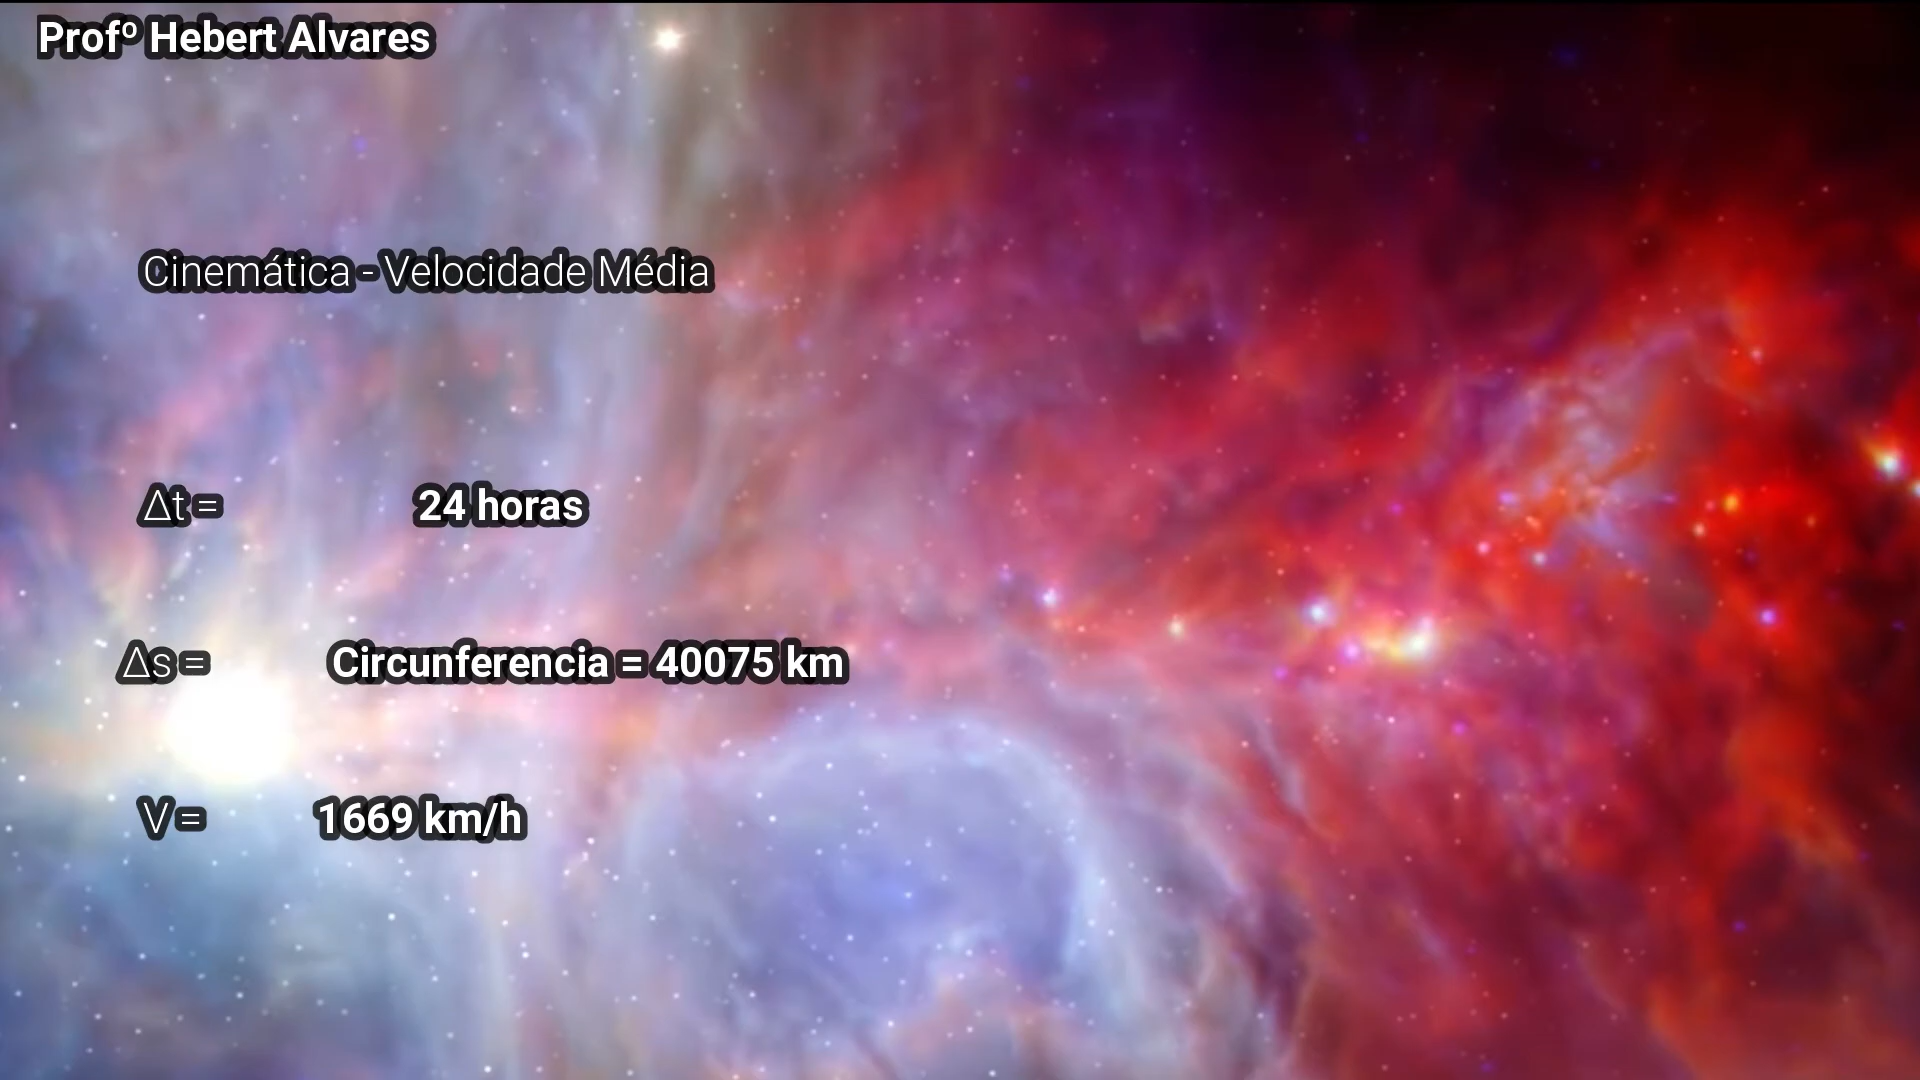 Profº Hebert Alvares
Cinemática - Velocidade Média
Δt = 24 horas
Δs = Circunferencia = 40075 km
V = 1669 km/h